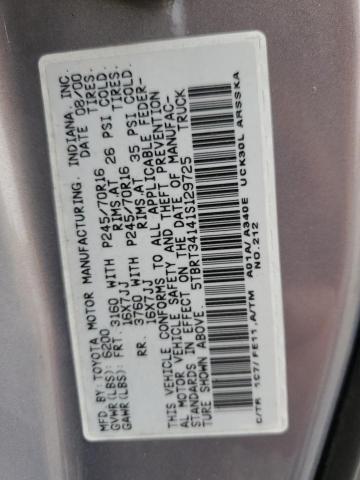 MFD. BY: TOYOTA MOTOR MANUFACTURING, INDIANA, INC.
GVWR(LBS): 6200 DATE 08/00
GAWR(LBS): FRT. 3160 WITH P245/70R16 TIRES.
16X7JJ RIMS.AT 26 PSI COLD.
RR. 3760 WITH P245/70R16 TIRES.
16X7JJ RIMS.AT 35 PSI COLD.
THIS VEHICLE CONFORMS TO ALL APPLICABLE FEDER-
AL MOTOR VEHICLE SAFETY AND THEFT PREVENTION
STANDARDS IN EFFECT ON THE DATE OF MANUFAC-
TURE SHOWN ABOVE. 5TBRT34141S129725 TRUCK
C/TR 1C7/ FE11,A/TM A01A/ A340E UCK30L ARSSKA
NO.212